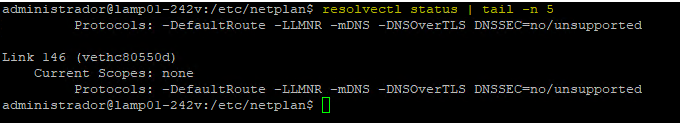 administrador@lamp01-242v:/etc/netplan$ resolvectl status | tail -n 5
Protocols: -DefaultRoute -LLMNR -mDNS -DNSOverTLS DNSSEC=no/unsupported
Link 146 (vethc80550d)
Current Scopes: none
Protocols: -DefaultRoute -LLMNR -mDNS -DNSOverTLS DNSSEC=no/unsupported
administrador@lamp01-242v:/etc/netplan$